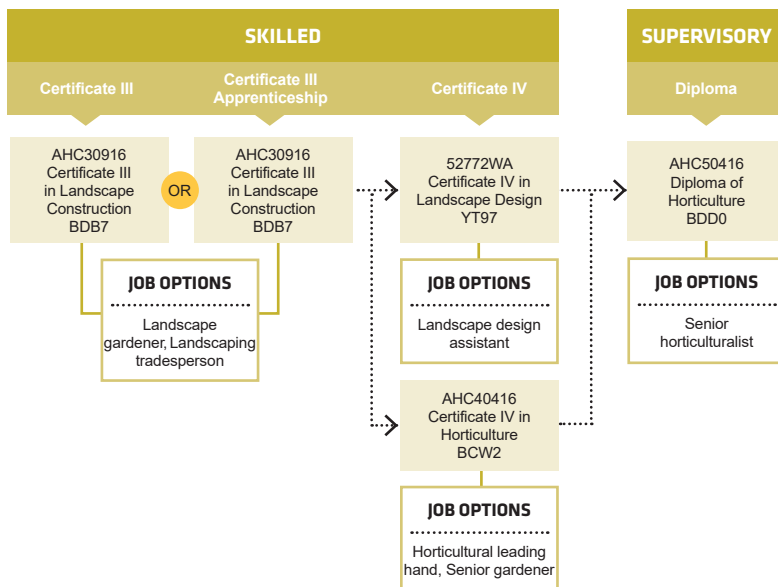 SKILLED
SUPERVISORY
Certificate III
Certificate III
Apprenticeship
Certificate IV
Diploma
AHC30916
Certificate III
in Landscape
Construction
BDB7
OR
AHC30916
Certificate III
in Landscape
Construction
BDB7
52772WA
Certificate IV in
Landscape Design
YT97
AHC50416
Diploma of
Horticulture
BDD0
JOB OPTIONS
Landscape
gardener, Landscaping
tradesperson
JOB OPTIONS
Landscape design
assistant
JOB OPTIONS
Senior
horticulturalist
AHC40416
Certificate IV in
Horticulture
BCW2
JOB OPTIONS
Horticultural leading
hand, Senior gardener